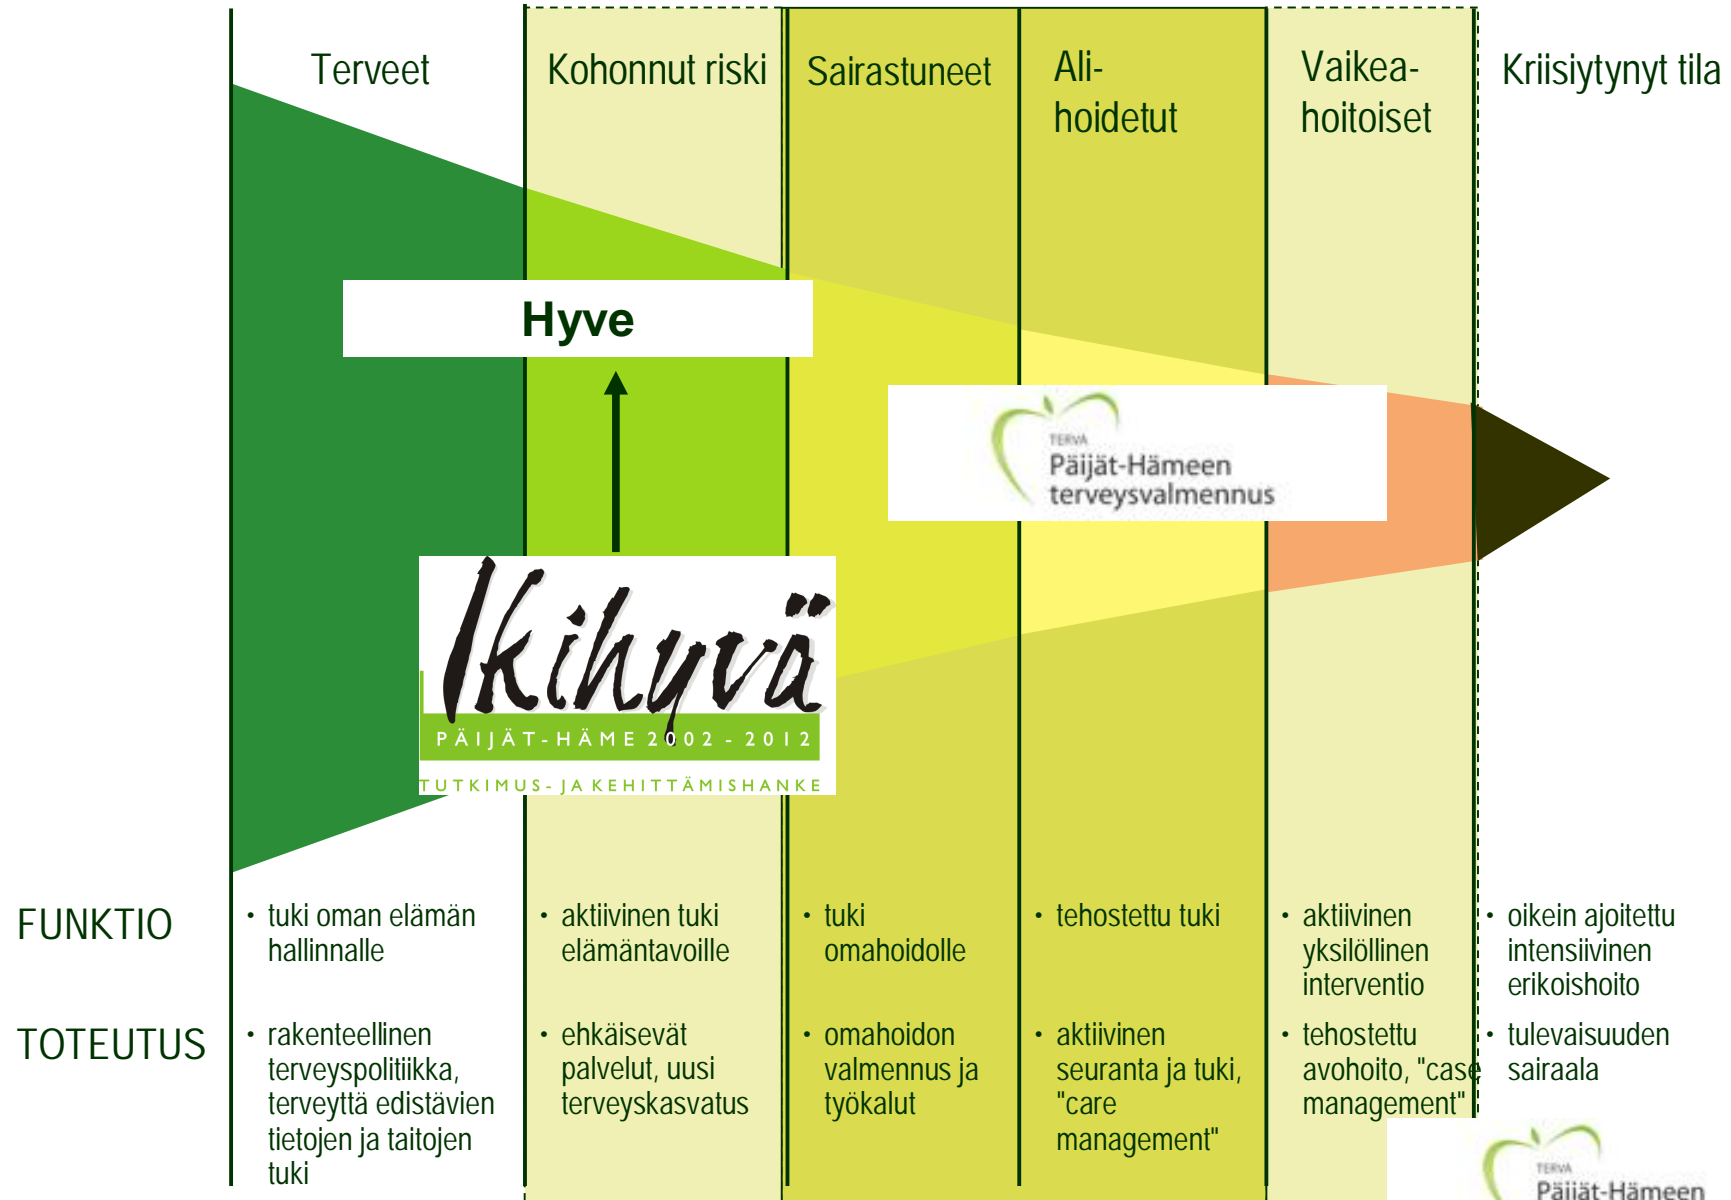 Terveet
Kohonnut riski
Sairastuneet
Ali-
hoidetut
Vaikea-
hoitoiset
Kriisiytynyt tila
Hyve
TERVA
Päijät-Hämeen
terveysvalmennus
Ikihyvä
PÄIJÄT-HÄME 2002 - 2012
TUTKIMUS- JA KEHITTÄMISHANKE
FUNKTIO
• tuki oman elämän
hallinnalle
• aktiivinen tuki
elämäntavoille
• tuki
omahoidolle
• tehostettu tuki
• aktiivinen
yksilöllinen
interventio
• oikein ajoitettu
intensiivinen
erikoishoito
TOTEUTUS
• rakenteellinen
terveyspolitiikka,
terveyttä edistävien
tietojen ja taitojen
tuki
• ehkäisevät
palvelut, uusi
terveyskasvatus
• omahoidon
valmennus ja
työkalut
• aktiivinen
seuranta ja tuki,
"care
management"
• tehostettu
avohoito, "case
management"
• tulevaisuuden
sairaala
TERVA
Päijät-Hämeen